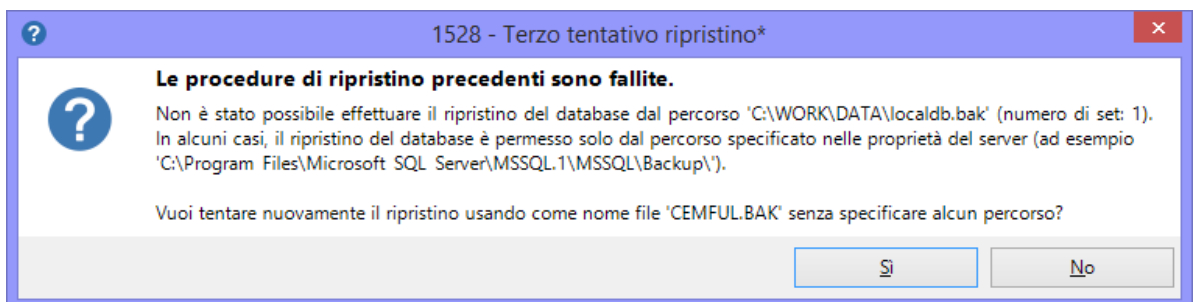 1528 - Terzo tentativo ripristino*
Le procedure di ripristino precedenti sono fallite.
Non è stato possibile effettuare il ripristino del database dal percorso 'C:\WORK\DATA\localdb.bak' (numero di set: 1).
In alcuni casi, il ripristino del database è permesso solo dal percorso specificato nelle proprietà del server (ad esempio
'C:\Program Files\Microsoft SQL Server\MSSQL.1\MSSQL\Backup\').
Vuoi tentare nuovamente il ripristino usando come nome file 'CEMFUL.BAK' senza specificare alcun percorso?
Sì
No